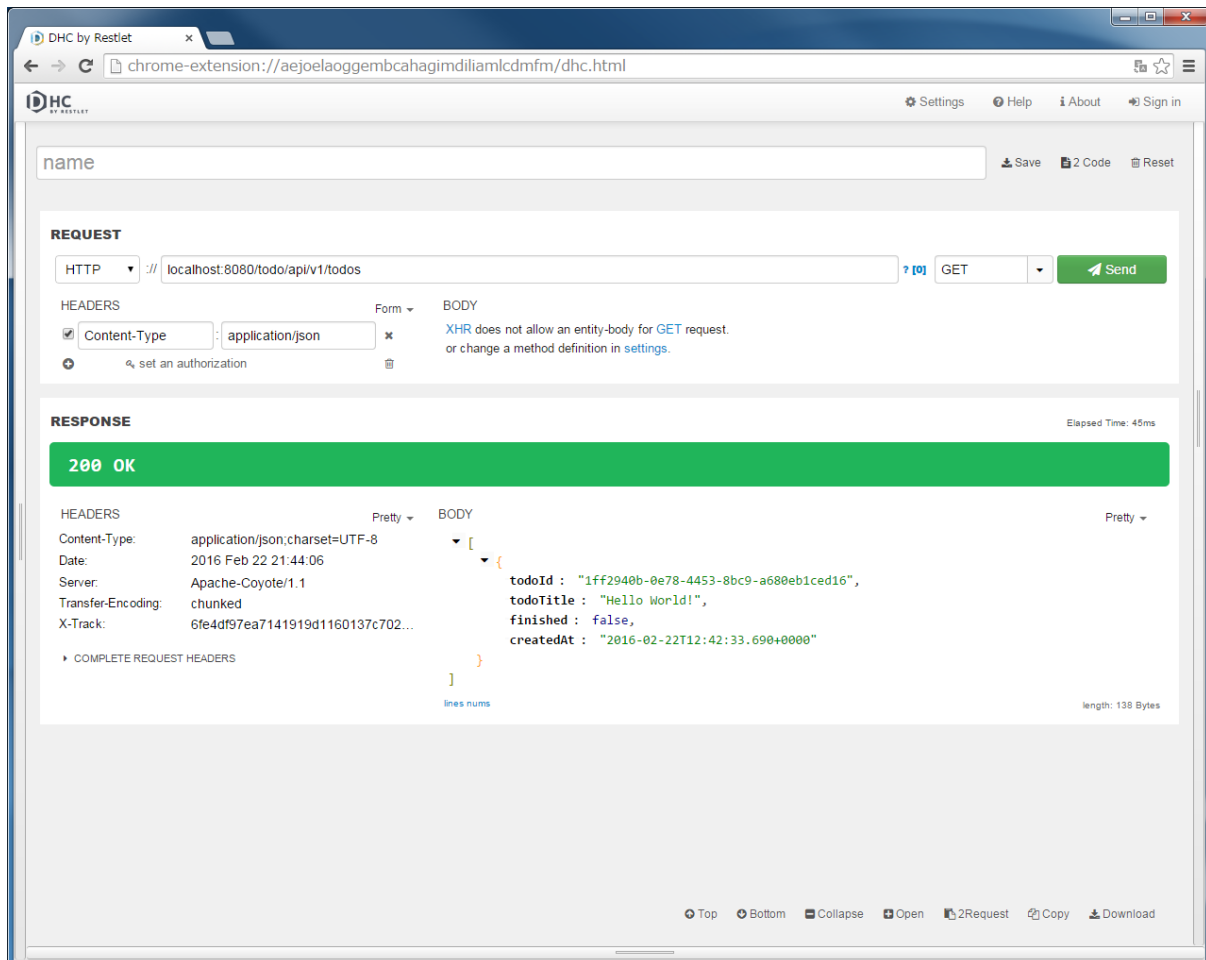 DHC by Restlet
chrome-extension://aejoelaoggembcahagimdiliamlcdmfm/dhc.html
DHC BY RESTLET Settings Help About Sign in
name Save 2 Code Reset
REQUEST
HTTP :// localhost:8080/todo/api/v1/todos ? [0] GET Send
HEADERS Form BODY
Content-Type : application/json XHR does not allow an entity-body for GET request.
or change a method definition in settings.
set an authorization
RESPONSE Elapsed Time: 45ms
200 OK
HEADERS Pretty BODY Pretty
Content-Type: application/json;charset=UTF-8 [
Date: 2016 Feb 22 21:44:06 {
Server: Apache-Coyote/1.1 todoId : "1ff2940b-0e78-4453-8bc9-a680eb1ced16",
Transfer-Encoding: chunked todoTitle : "Hello World!",
X-Track: 6fe4df97ea7141919d1160137c702... finished : false,
createdAt : "2016-02-22T12:42:33.690+0000"
COMPLETE REQUEST HEADERS }
]
lines nums length: 138 Bytes
Top Bottom Collapse Open 2Request Copy Download